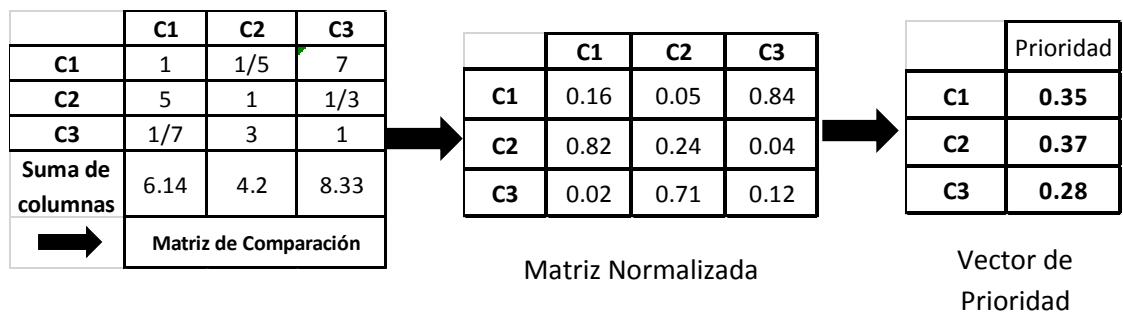 C1 C2 C3
C1 1 1/5 7
C2 5 1 1/3
C3 1/7 3 1
Suma de
columnas 6.14 4.2 8.33
Matriz de Comparación
C1 C2 C3
C1 0.16 0.05 0.84
C2 0.82 0.24 0.04
C3 0.02 0.71 0.12
Matriz Normalizada
Prioridad
C1 0.35
C2 0.37
C3 0.28
Vector de
Prioridad